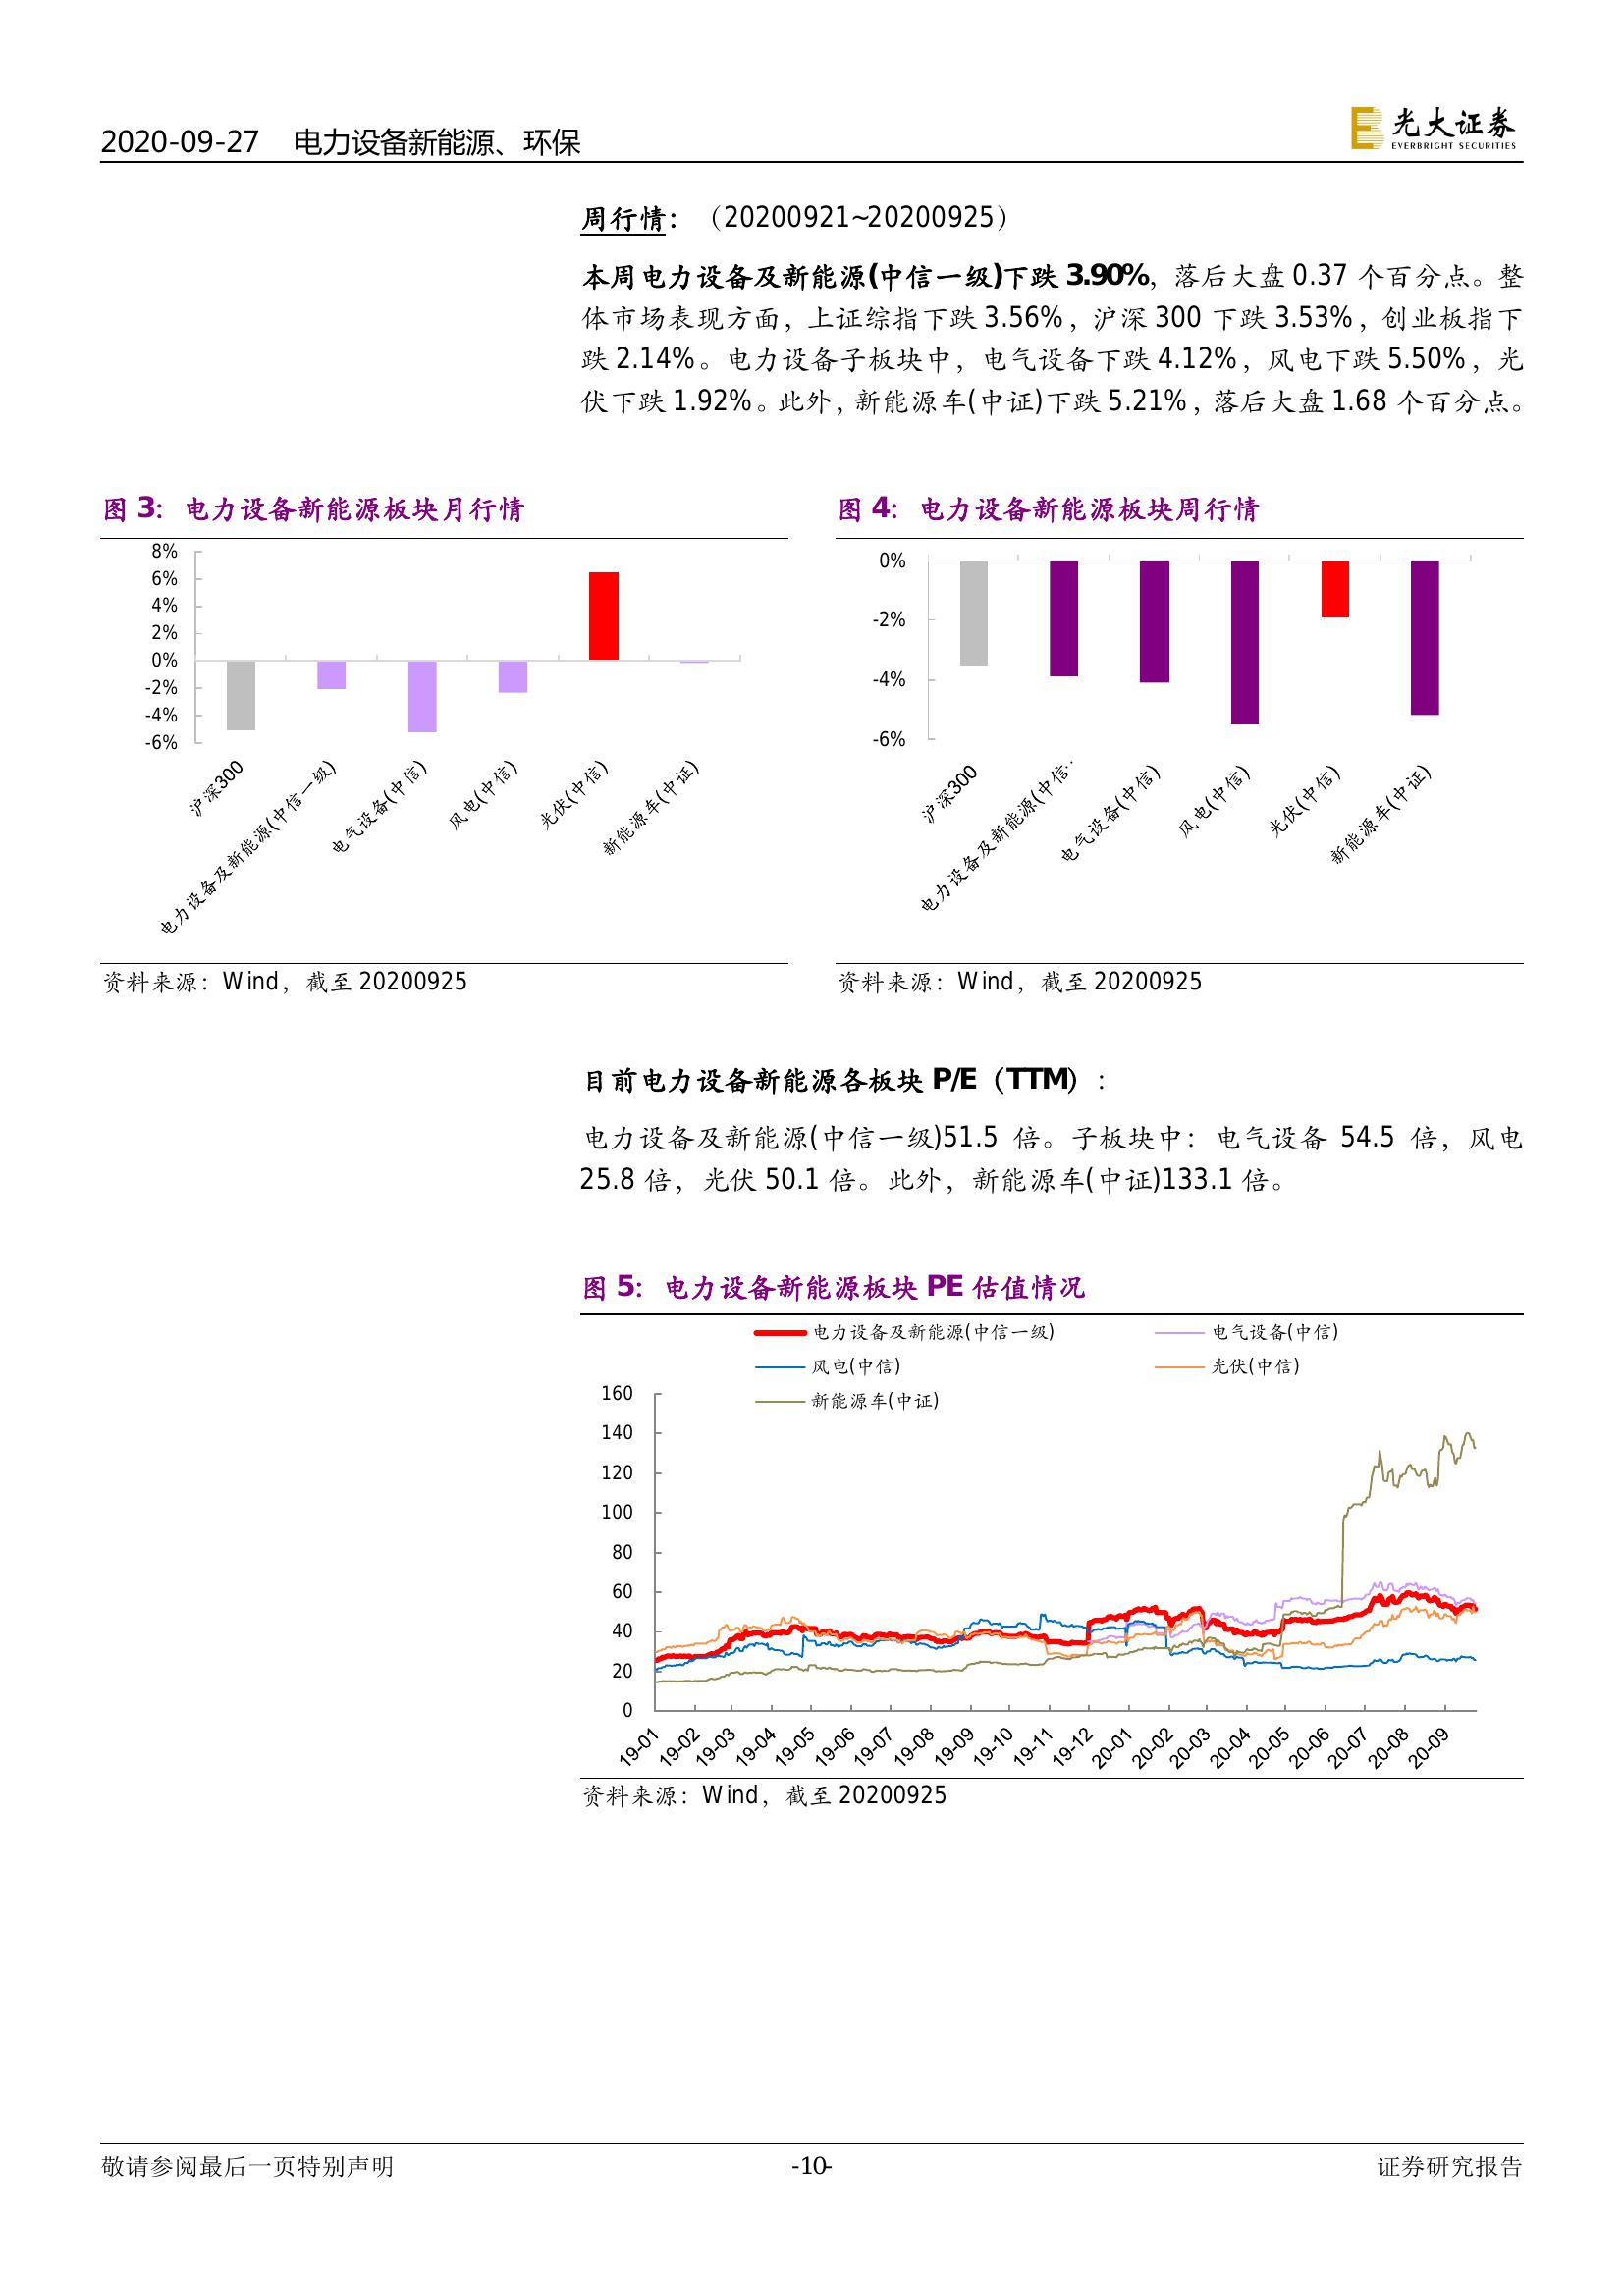 2020-09-27 电力设备新能源、环保
光大证券
EVERBRIGHT SECURITIES
周行情：（20200921~20200925）
本周电力设备及新能源(中信一级)下跌 3.90%，落后大盘 0.37 个百分点。整
体市场表现方面，上证综指下跌 3.56%，沪深 300 下跌 3.53%，创业板指下
跌 2.14%。电力设备子板块中，电气设备下跌 4.12%，风电下跌 5.50%，光
伏下跌 1.92%。此外，新能源车(中证)下跌 5.21%，落后大盘 1.68 个百分点。
图 3：电力设备新能源板块月行情
8%
6%
4%
2%
0%
-2%
-4%
-6%
沪深300
电力设备及新能源(中信一级)
电气设备(中信)
风电(中信)
光伏(中信)
新能源车(中证)
资料来源：Wind，截至 20200925
图 4：电力设备新能源板块周行情
0%
-2%
-4%
-6%
沪深300
电力设备及新能源(中信…
电气设备(中信)
风电(中信)
光伏(中信)
新能源车(中证)
资料来源：Wind，截至 20200925
目前电力设备新能源各板块 P/E（TTM）：
电力设备及新能源(中信一级)51.5 倍。子板块中：电气设备 54.5 倍，风电
25.8 倍，光伏 50.1 倍。此外，新能源车(中证)133.1 倍。
图 5：电力设备新能源板块 PE 估值情况
电力设备及新能源(中信一级)
电气设备(中信)
风电(中信)
光伏(中信)
新能源车(中证)
160
140
120
100
80
60
40
20
0
19-01
19-02
19-03
19-04
19-05
19-06
19-07
19-08
19-09
19-10
19-11
19-12
20-01
20-02
20-03
20-04
20-05
20-06
20-07
20-08
20-09
资料来源：Wind，截至 20200925
敬请参阅最后一页特别声明
-10-
证券研究报告